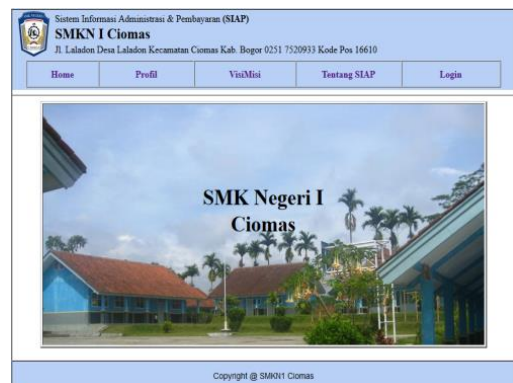 Sistem Informasi Administrasi & Pembayaran (SIAP)
SMKN I Ciomas
Jl. Laladon Desa Laladon Kecamatan Ciomas Kab. Bogor 0251 7520933 Kode Pos 16610
Home Profil VisiMisi Tentang SIAP Login
SMK Negeri I
Ciomas
Copyright @ SMKN1 Ciomas